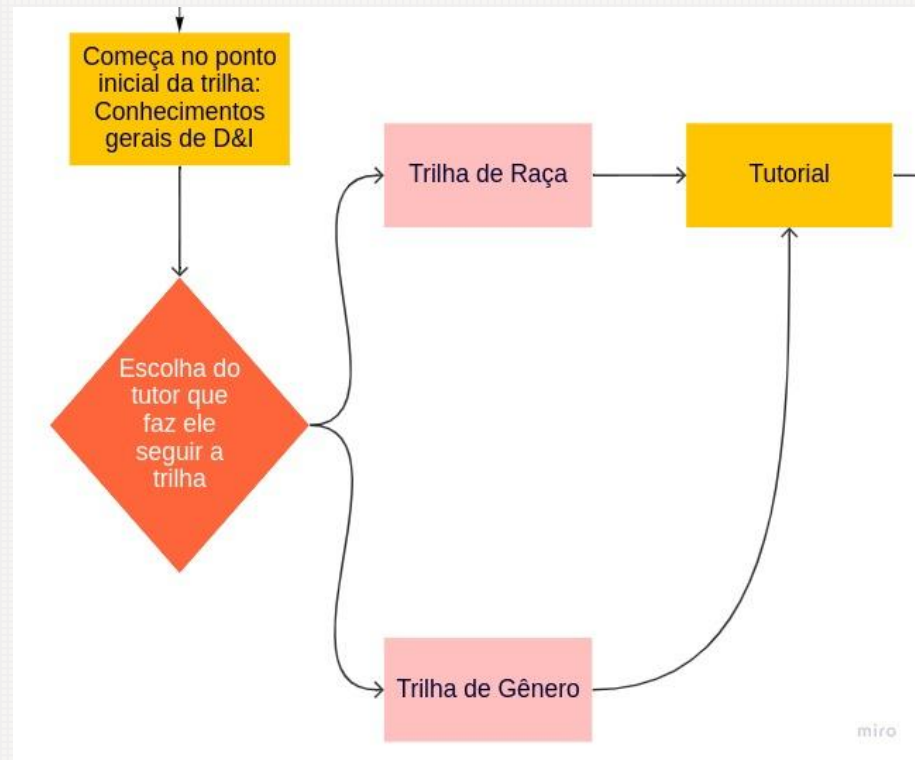 Começa no ponto
inicial da trilha:
Conhecimentos
gerais de D&I
Trilha de Raça
Tutorial
Escolha do
tutor que
faz ele
seguir a
trilha
Trilha de Gênero
miro